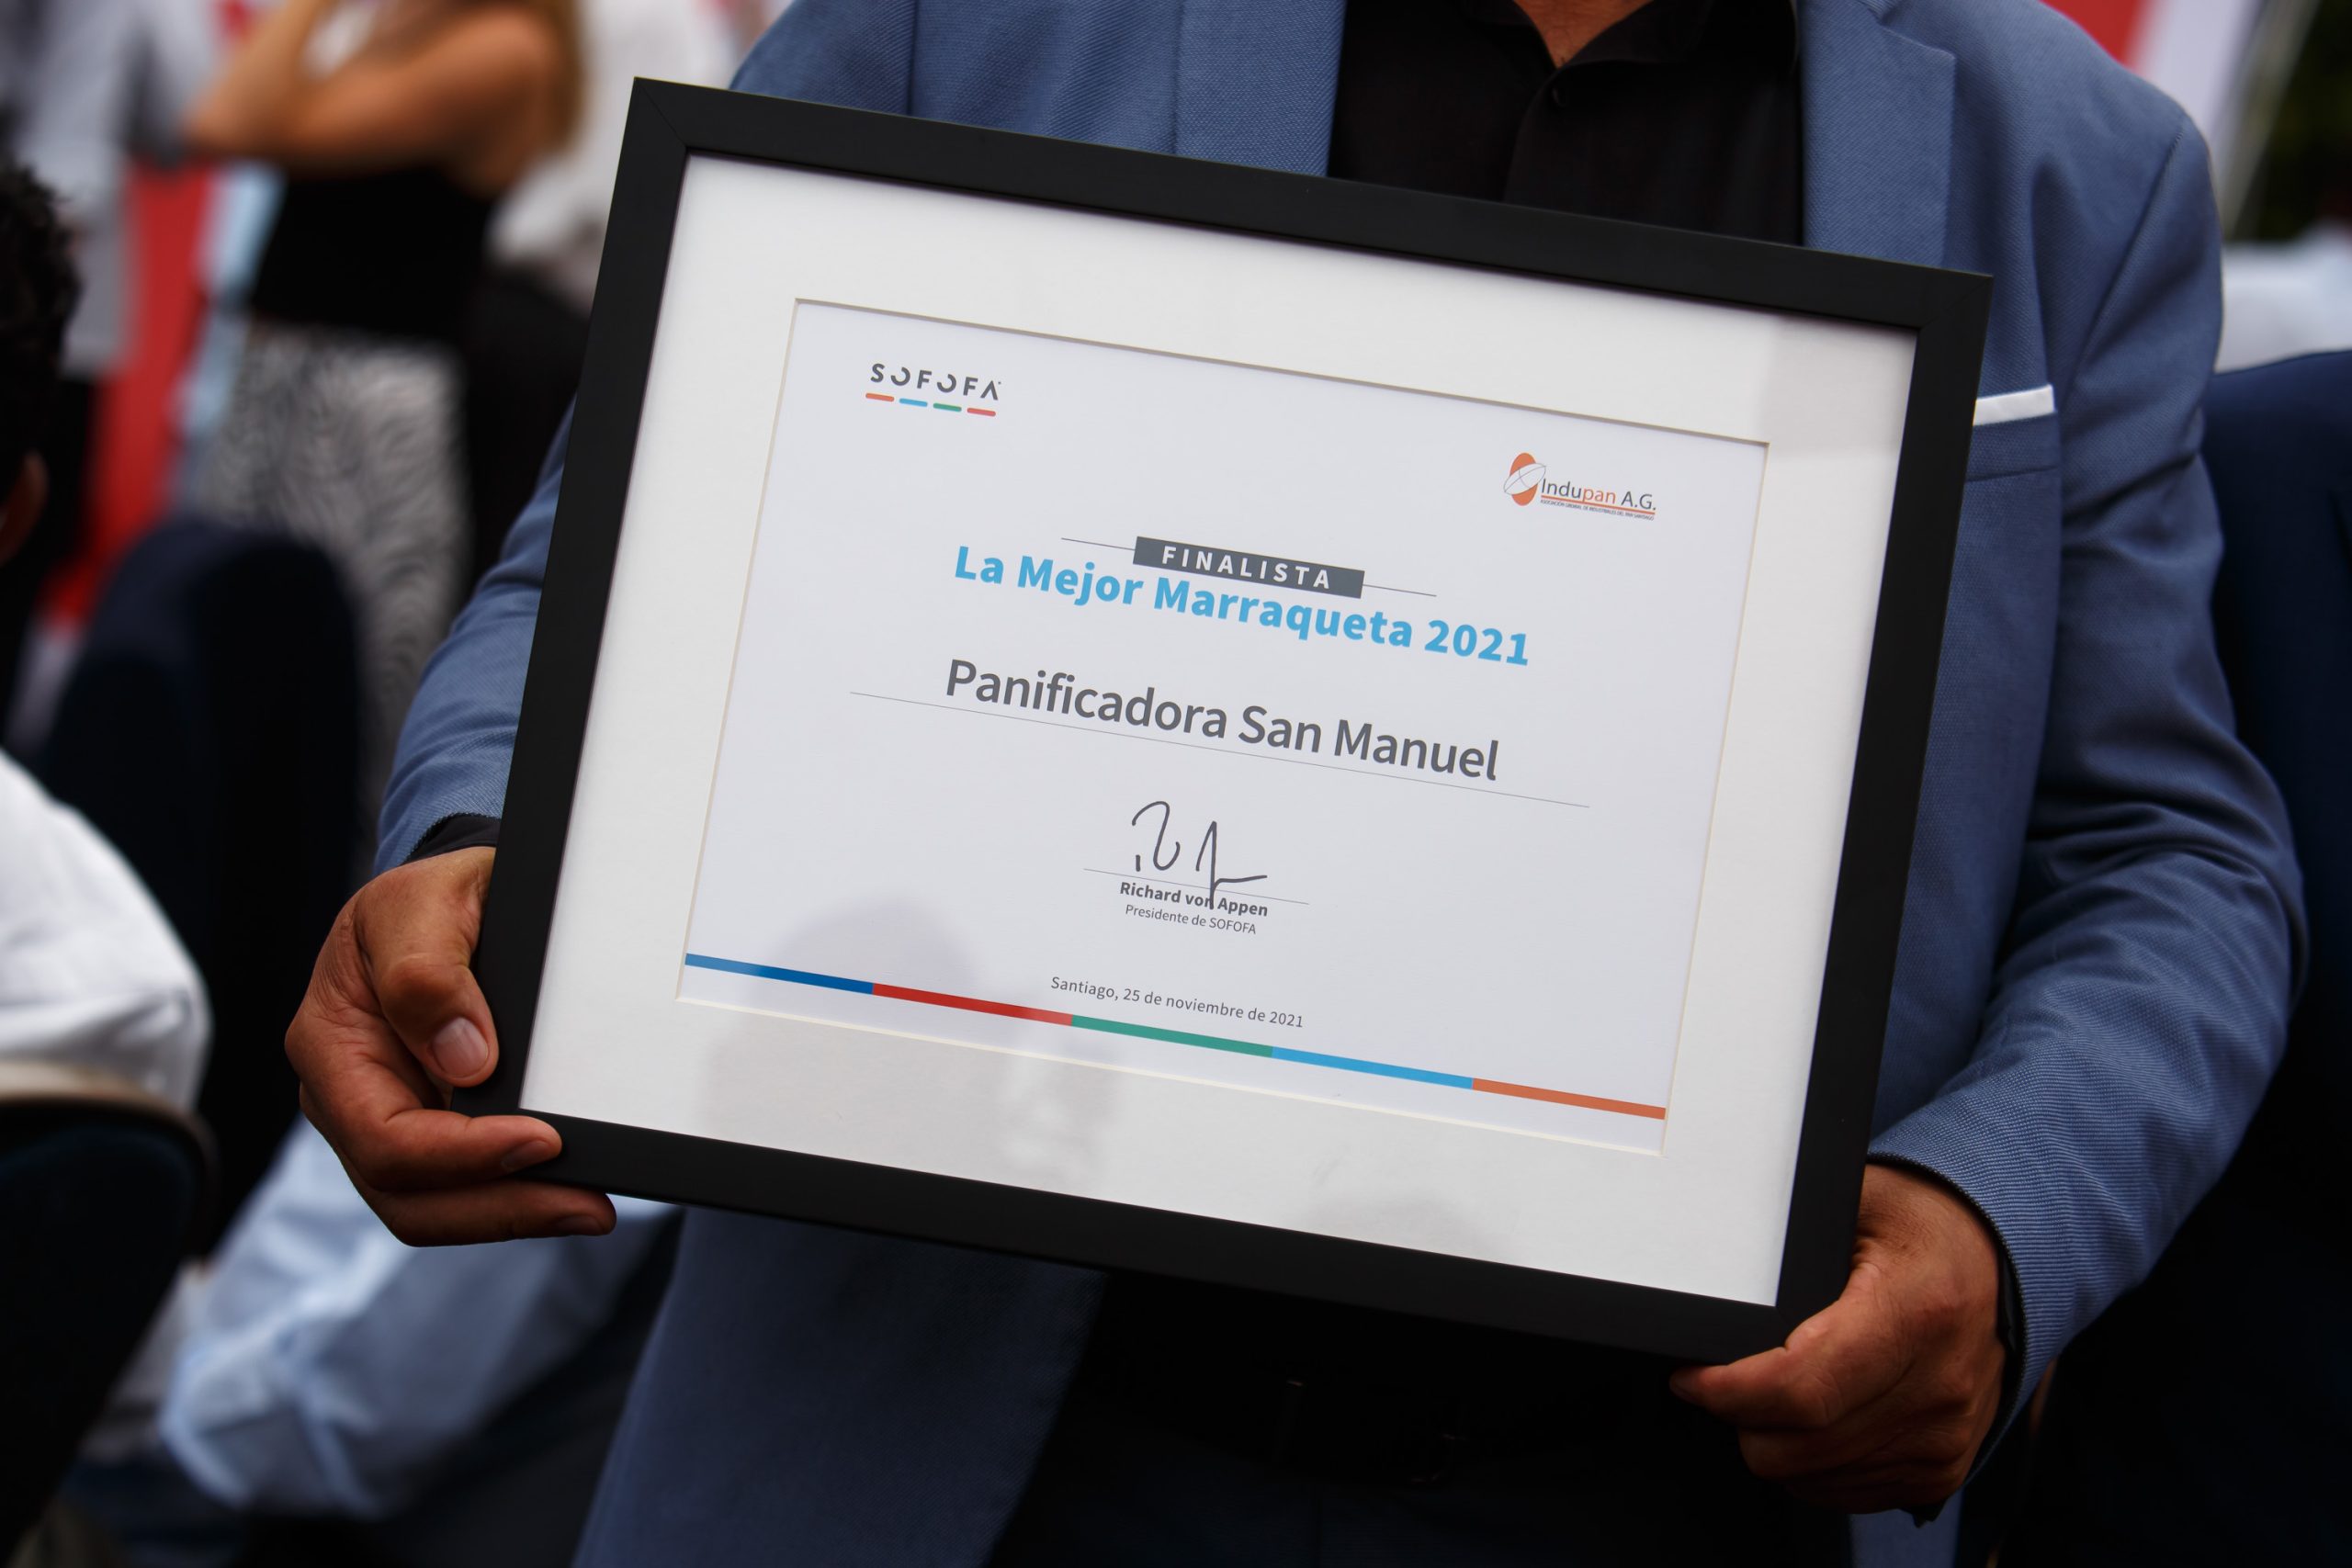 SOFOFA
Indupan A.G.
FINALISTA
La Mejor Marraqueta 2021
Panificadora San Manuel
Richard von Appen
Presidente de SOFOFA
Santiago, 25 de noviembre de 2021